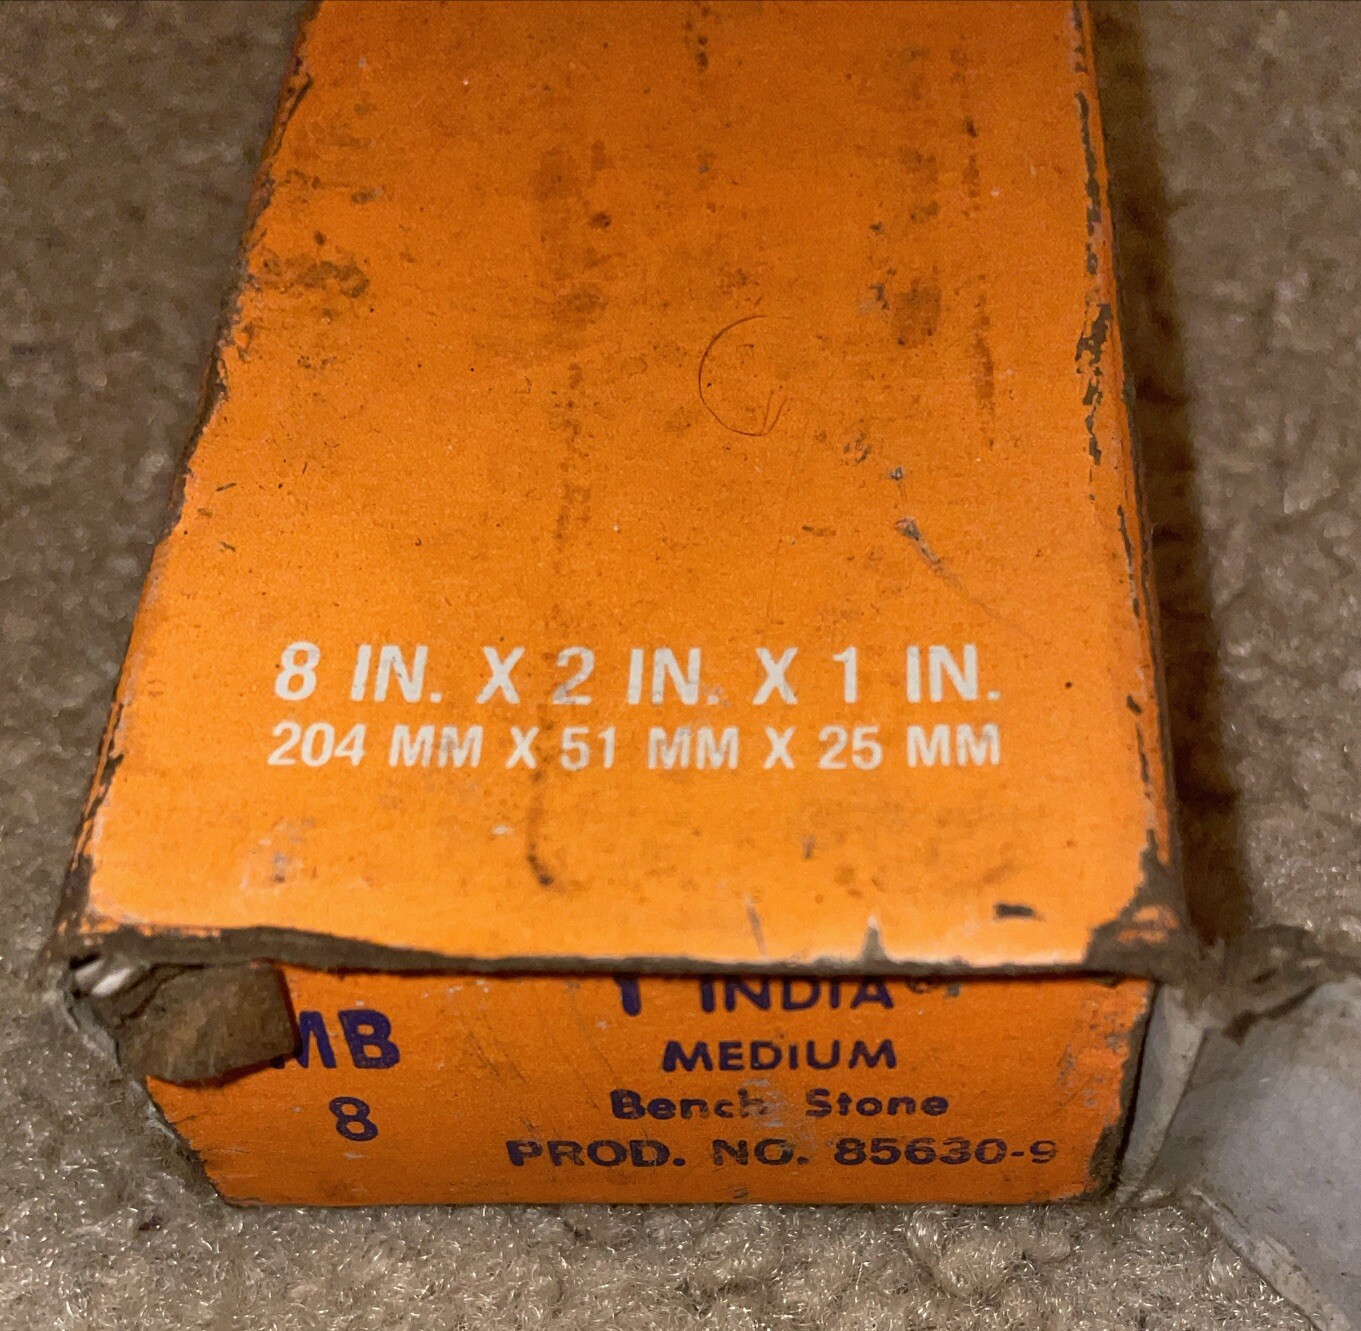 8 IN. X 2 IN. X 1 IN.
204 MM X 51 MM X 25 MM
INDIA®
MB
MEDIUM
8
Bench Stone
PROD. NO. 85630-9